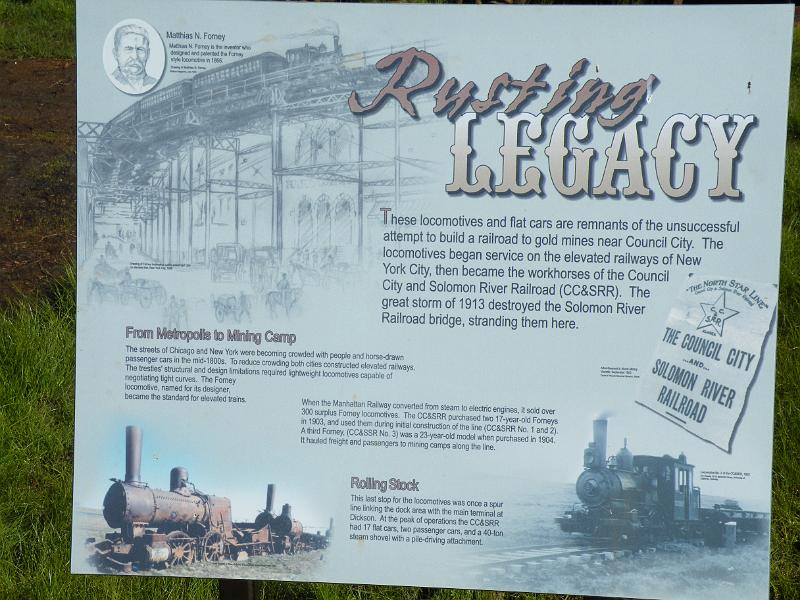 Matthias N. Forney
Matthias N. Forney is the inventor who
designed and patented the Forney
style locomotive in 1866.
Rusting
LEGACY
These locomotives and flat cars are remnants of the unsuccessful
attempt to build a railroad to gold mines near Council City. The
locomotives began service on the elevated railways of New
York City, then became the workhorses of the Council
City and Solomon River Railroad (CC&SRR). The
great storm of 1913 destroyed the Solomon River
Railroad bridge, stranding them here.
"THE NORTH STAR LINE"
Council City & Solomon River Railroad
C C
SRR
ALASKA
THE COUNCIL CITY
...AND...
SOLOMON RIVER
RAILROAD
From Metropolis to Mining Camp
The streets of Chicago and New York were becoming crowded with people and horse-drawn
passenger cars in the mid-1800s. To reduce crowding both cities constructed elevated railways.
The trestles' structural and design limitations required lightweight locomotives capable of
negotiating tight curves. The Forney
locomotive, named for its designer,
became the standard for elevated trains.
When the Manhattan Railway converted from steam to electric engines, it sold over
300 surplus Forney locomotives. The CC&SRR purchased two 17-year-old Forneys
in 1903, and used them during initial construction of the line (CC&SRR No. 1 and 2).
A third Forney, (CC&SSR No. 3) was a 23-year-old model when purchased in 1904.
It hauled freight and passengers to mining camps along the line.
Rolling Stock
This last stop for the locomotives was once a spur
line linking the dock area with the main terminal at
Dickson. At the peak of operations the CC&SRR
had 17 flat cars, two passenger cars, and a 40-ton
steam shovel with a pile-driving attachment.